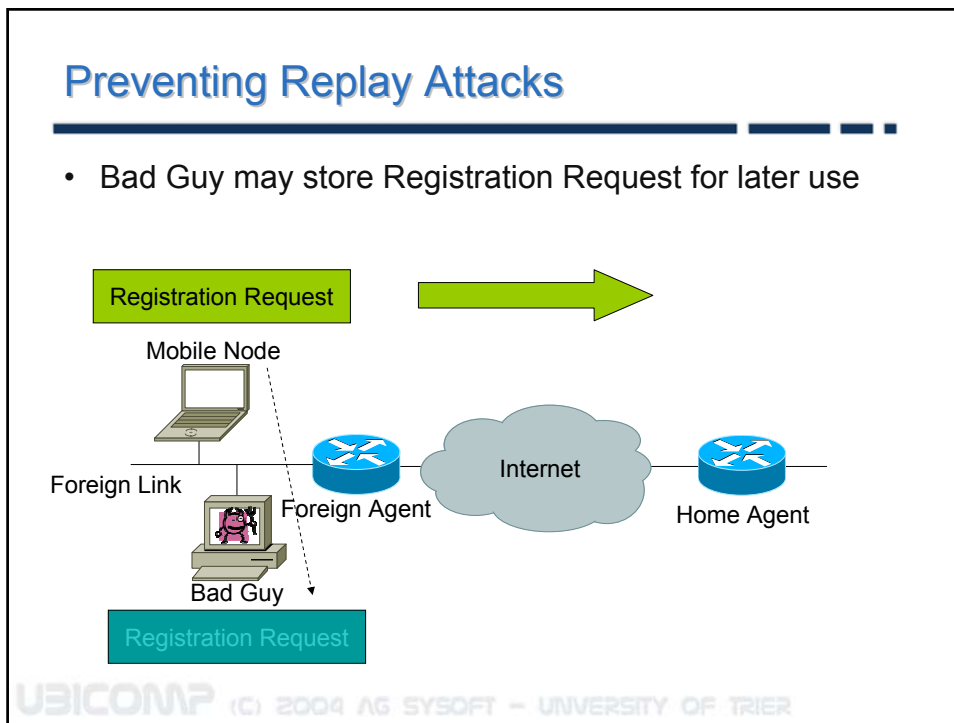 Preventing Replay Attacks
• Bad Guy may store Registration Request for later use
Registration Request
Mobile Node
Internet
Foreign Link
Foreign Agent
Home Agent
Bad Guy
Registration Request
UBICOMP (C) 2004 AG SYSOFT – UNIVERSITY OF TRIER